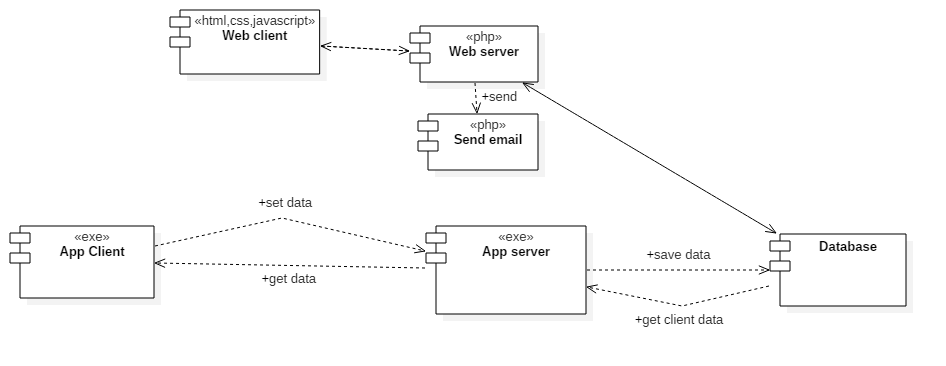 «html,css,javascript»
Web client
«php»
Web server
+send
«php»
Send email
+set data
«exe»
App Client
«exe»
App server
Database
+save data
+get data
+get client data